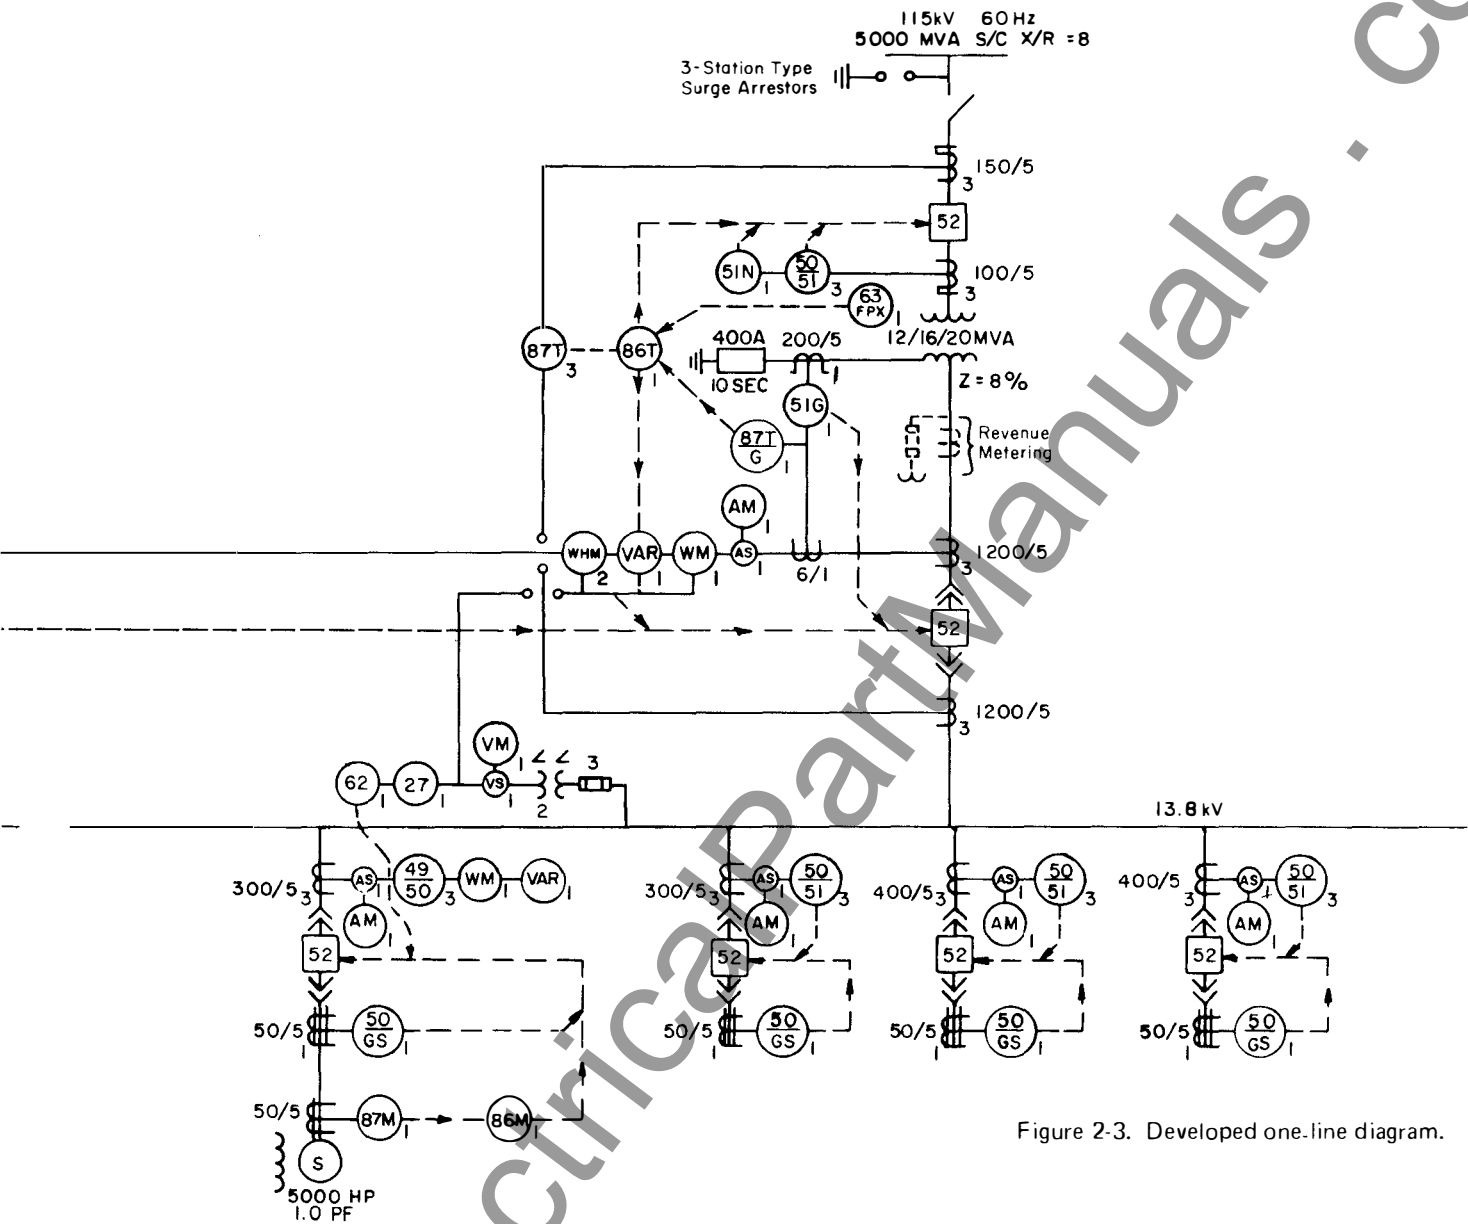 115kV 60Hz
5000 MVA S/C X/R =8
3-Station Type
Surge Arrestors
150/5
3
52
51N
1
50
51
3
100/5
3
63
FPX
1
87T
3
86T
1
400A
10 SEC
200/5
1
12/16/20MVA
Z=8%
51G
1
87T
G
1
Revenue
Metering
AM
1
WHM
2
VAR
1
WM
1
AS
1
6/1
1200/5
3
52
1200/5
3
VM
1
62
1
27
1
VS
1
2
3
13.8kV
300/5
3
AS
1
49
50
3
WM
1
VAR
1
AM
1
52
50/5
1
50
GS
1
50/5
1
87M
1
86M
1
S
5000 HP
1.0 PF
300/5
3
AS
1
50
51
3
AM
1
52
50/5
1
50
GS
1
400/5
3
AS
1
50
51
3
AM
1
52
50/5
1
50
GS
1
400/5
3
AS
1
50
51
3
AM
1
52
50/5
1
50
GS
1
Figure 2-3. Developed one-line diagram.
ctricalPartManuals . co